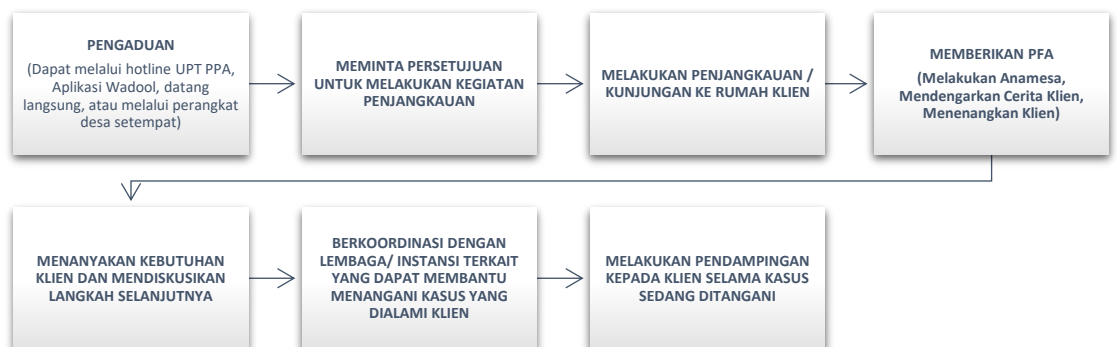 PENGADUAN
(Dapat melalui hotline UPT PPA,
Aplikasi Wadool, datang
langsung, atau melalui perangkat
desa setempat)
MEMINTA PERSETUJUAN
UNTUK MELAKUKAN KEGIATAN
PENJANGKAUAN
MELAKUKAN PENJANGKAUAN /
KUNJUNGAN KE RUMAH KLIEN
MEMBERIKAN PFA
(Melakukan Anamesa,
Mendengarkan Cerita Klien,
Menenangkan Klien)
MENANYAKAN KEBUTUHAN
KLIEN DAN MENDISKUSIKAN
LANGKAH SELANJUTNYA
BERKOORDINASI DENGAN
LEMBAGA/ INSTANSI TERKAIT
YANG DAPAT MEMBANTU
MENANGANI KASUS YANG
DIALAMI KLIEN
MELAKUKAN PENDAMPINGAN
KEPADA KLIEN SELAMA KASUS
SEDANG DITANGANI